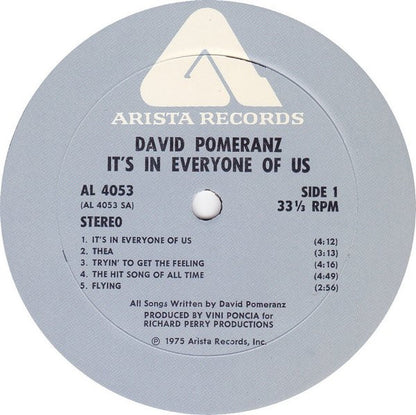 ARISTA RECORDS
DAVID POMERANZ
IT'S IN EVERYONE OF US
AL 4053 SIDE 1
(AL 4053 SA) 33⅓ RPM
STEREO
1. IT'S IN EVERYONE OF US (4:12)
2. THEA (3:13)
3. TRYIN' TO GET THE FEELING (4:16)
4. THE HIT SONG OF ALL TIME (4:49)
5. FLYING (2:56)
All Songs Written by David Pomeranz
PRODUCED BY VINI PONCIA for
RICHARD PERRY PRODUCTIONS
℗ 1975 Arista Records, Inc.